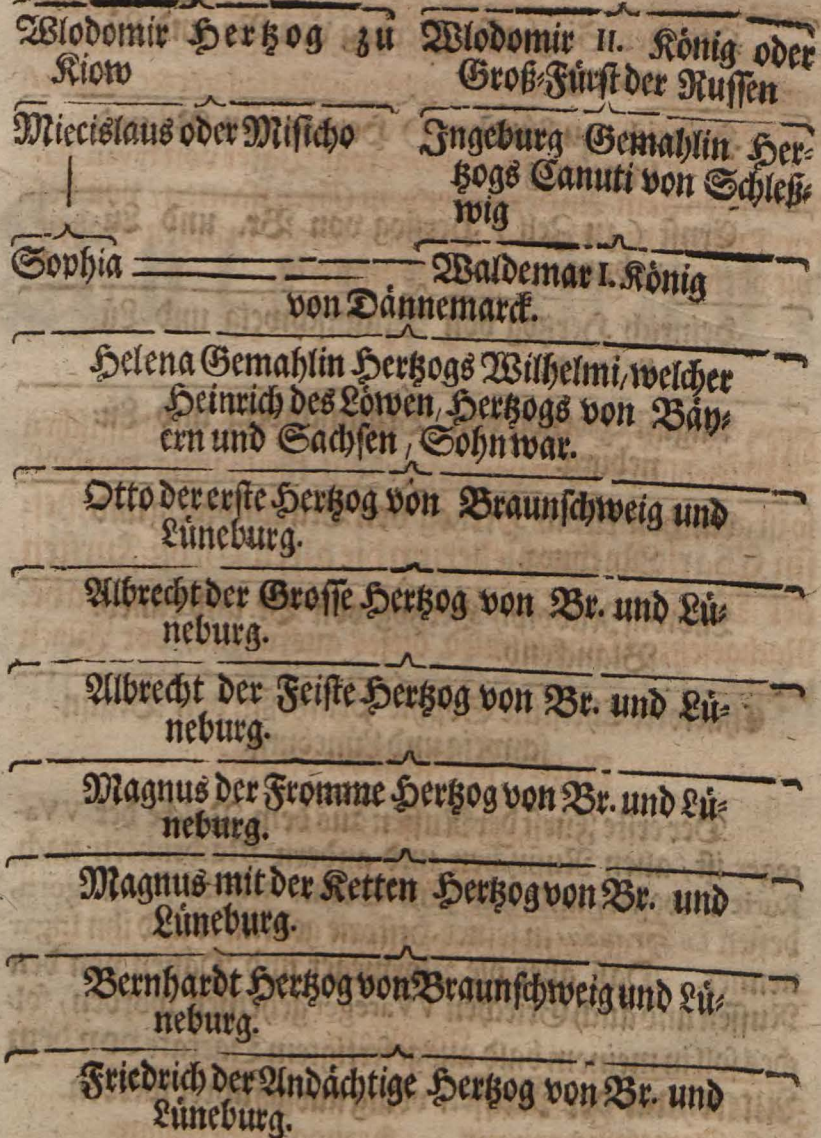 Wlodomir Hertzog zu
Kiow
Wlodomir II. König oder
Groß-Fürst der Russen
Miecislaus oder Misicho
Ingeburg Gemahlin Her-
tzogs Canuti von Schleß-
wig
Sophia
Waldemar I. König
von Dännemarck.
Helena Gemahlin Hertzogs Wilhelmi, welcher
Heinrich des Löwen, Hertzogs von Bäy-
ern und Sachsen, Sohn war.
Otto der erste Hertzog von Braunschweig und
Lüneburg.
Albrecht der Grosse Hertzog von Br. und Lü-
neburg.
Albrecht der Feiste Hertzog von Br. und Lü-
neburg.
Magnus der Fromme Hertzog von Br. und Lü-
neburg.
Magnus mit der Ketten Hertzog von Br. und
Lüneburg.
Bernhardt Hertzog von Braunschweig und Lü-
neburg.
Friedrich der Andächtige Hertzog von Br. und
Lüneburg.